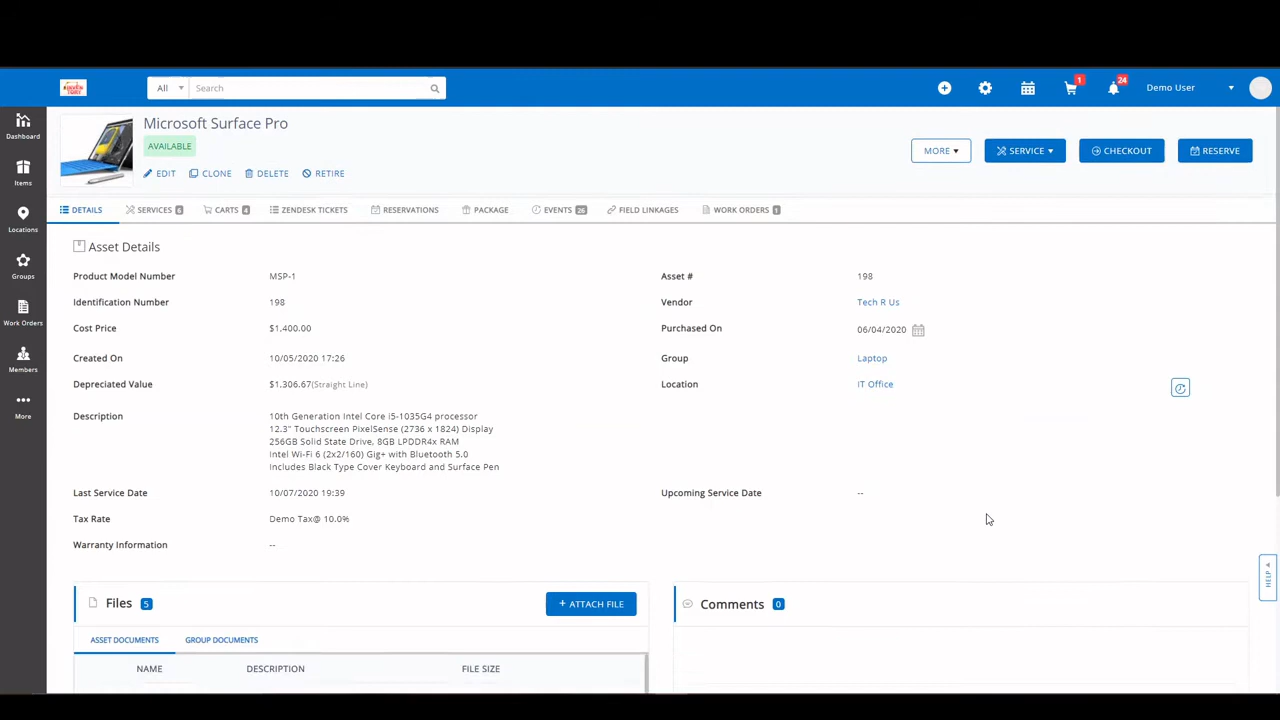 All
Search
1
24
Demo User
Dashboard
Items
Locations
Groups
Work Orders
Members
More
Microsoft Surface Pro
AVAILABLE
EDIT CLONE DELETE RETIRE
MORE SERVICE CHECKOUT RESERVE
DETAILS SERVICES 6 CARTS 4 ZENDESK TICKETS RESERVATIONS PACKAGE EVENTS 26 FIELD LINKAGES WORK ORDERS 1
Asset Details
Product Model Number MSP-1 Asset # 198
Identification Number 198 Vendor Tech R Us
Cost Price $1,400.00 Purchased On 06/04/2020
Created On 10/05/2020 17:26 Group Laptop
Depreciated Value $1,306.67(Straight Line) Location IT Office
Description 10th Generation Intel Core i5-1035G4 processor
12.3" Touchscreen PixelSense (2736 x 1824) Display
256GB Solid State Drive, 8GB LPDDR4x RAM
Intel Wi-Fi 6 (2x2/160) Gig+ with Bluetooth 5.0
Includes Black Type Cover Keyboard and Surface Pen
Last Service Date 10/07/2020 19:39 Upcoming Service Date --
Tax Rate Demo Tax@ 10.0%
Warranty Information --
HELP
Files 5 + ATTACH FILE
Comments 0
ASSET DOCUMENTS GROUP DOCUMENTS
NAME DESCRIPTION FILE SIZE